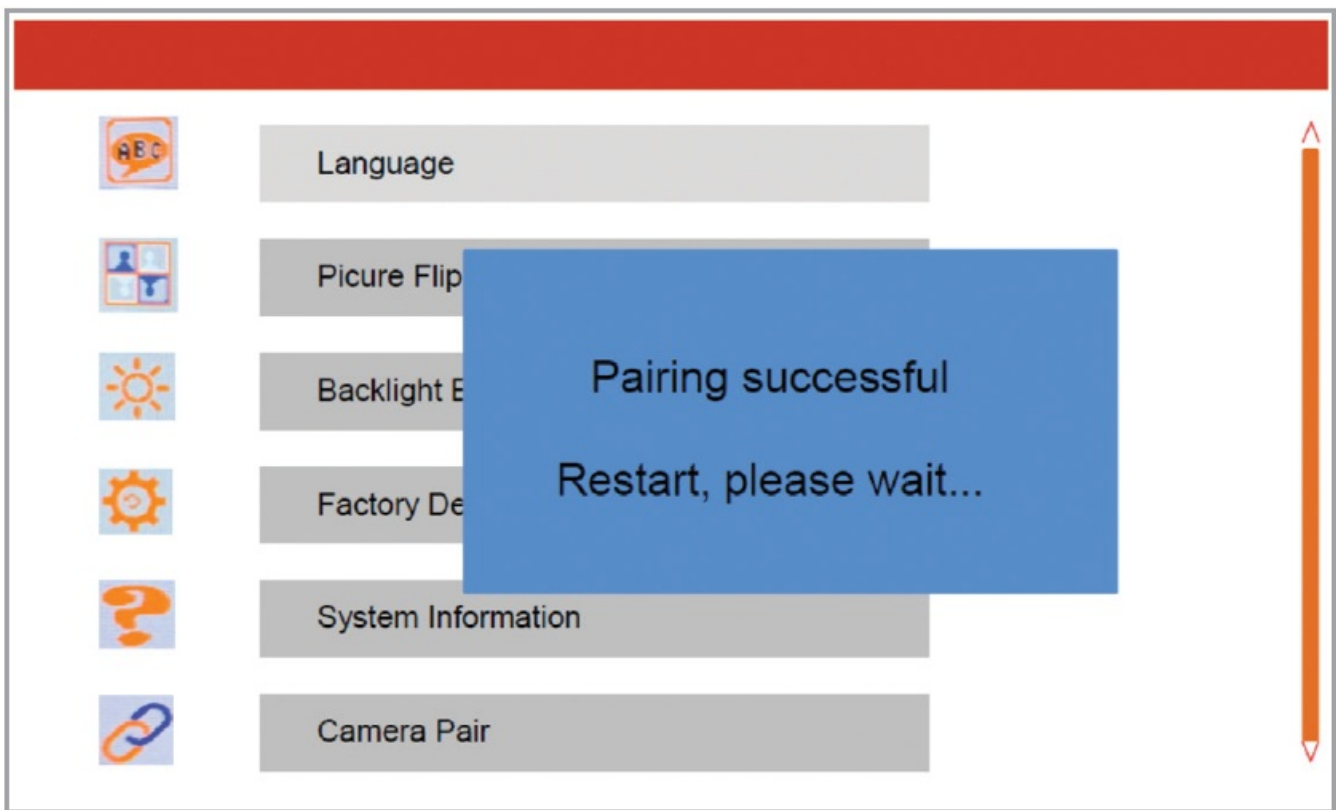 ABC
Language
Picure Flip
Backlight E
Factory De
System Information
Camera Pair
Pairing successful
Restart, please wait...